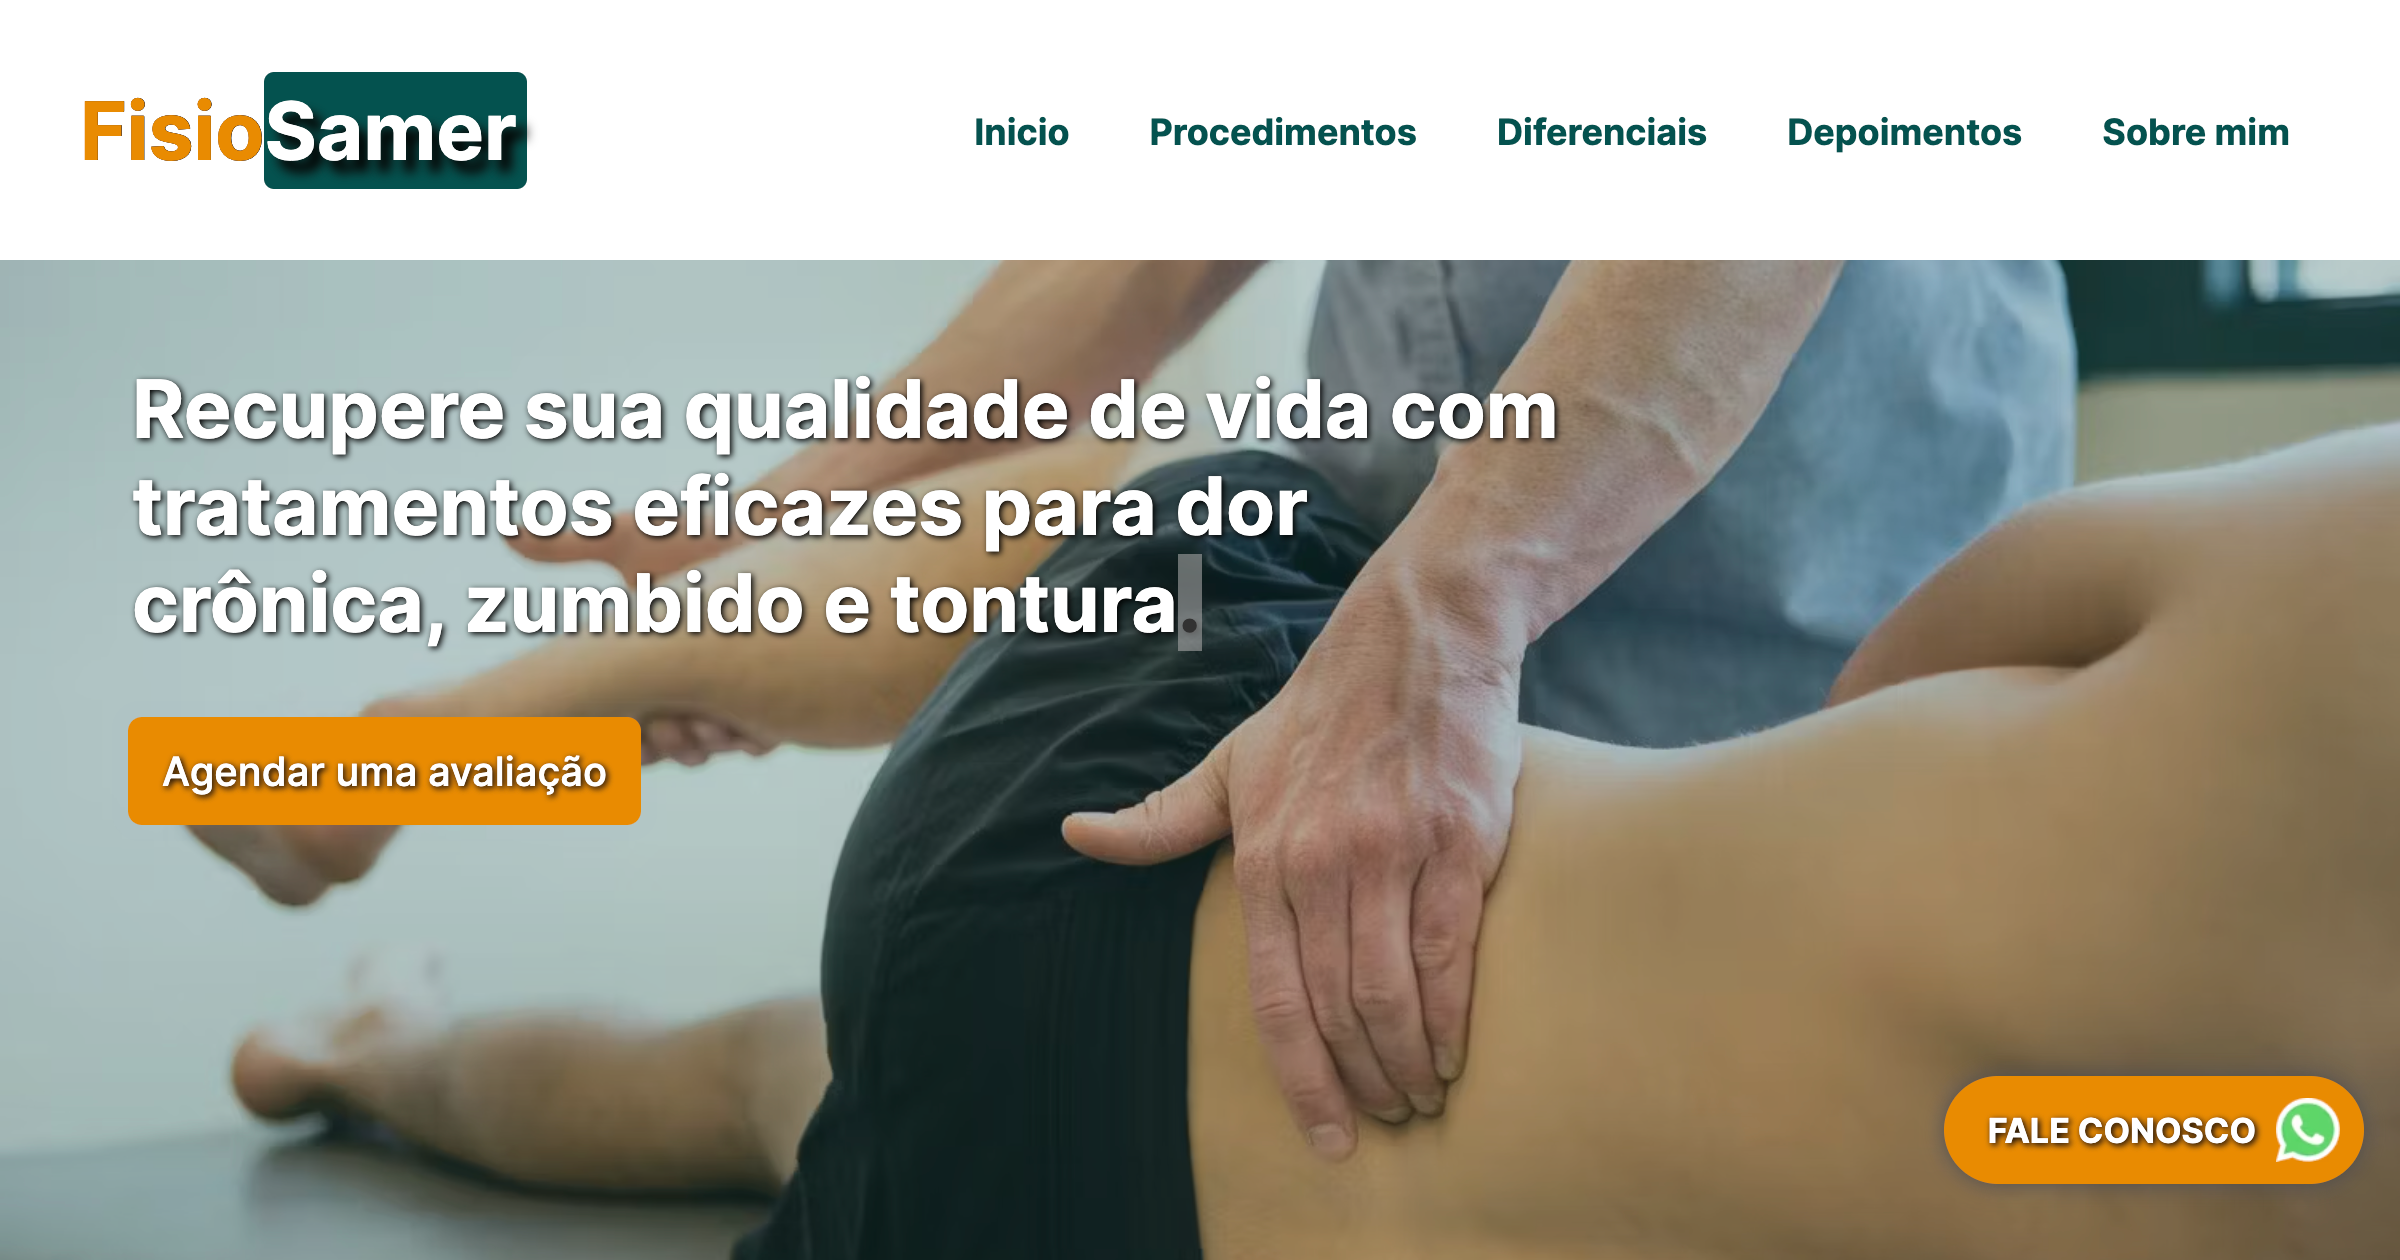 FisioSamer
Inicio
Procedimentos
Diferenciais
Depoimentos
Sobre mim
Recupere sua qualidade de vida com
tratamentos eficazes para dor
crônica, zumbido e tontura.
Agendar uma avaliação
FALE CONOSCO